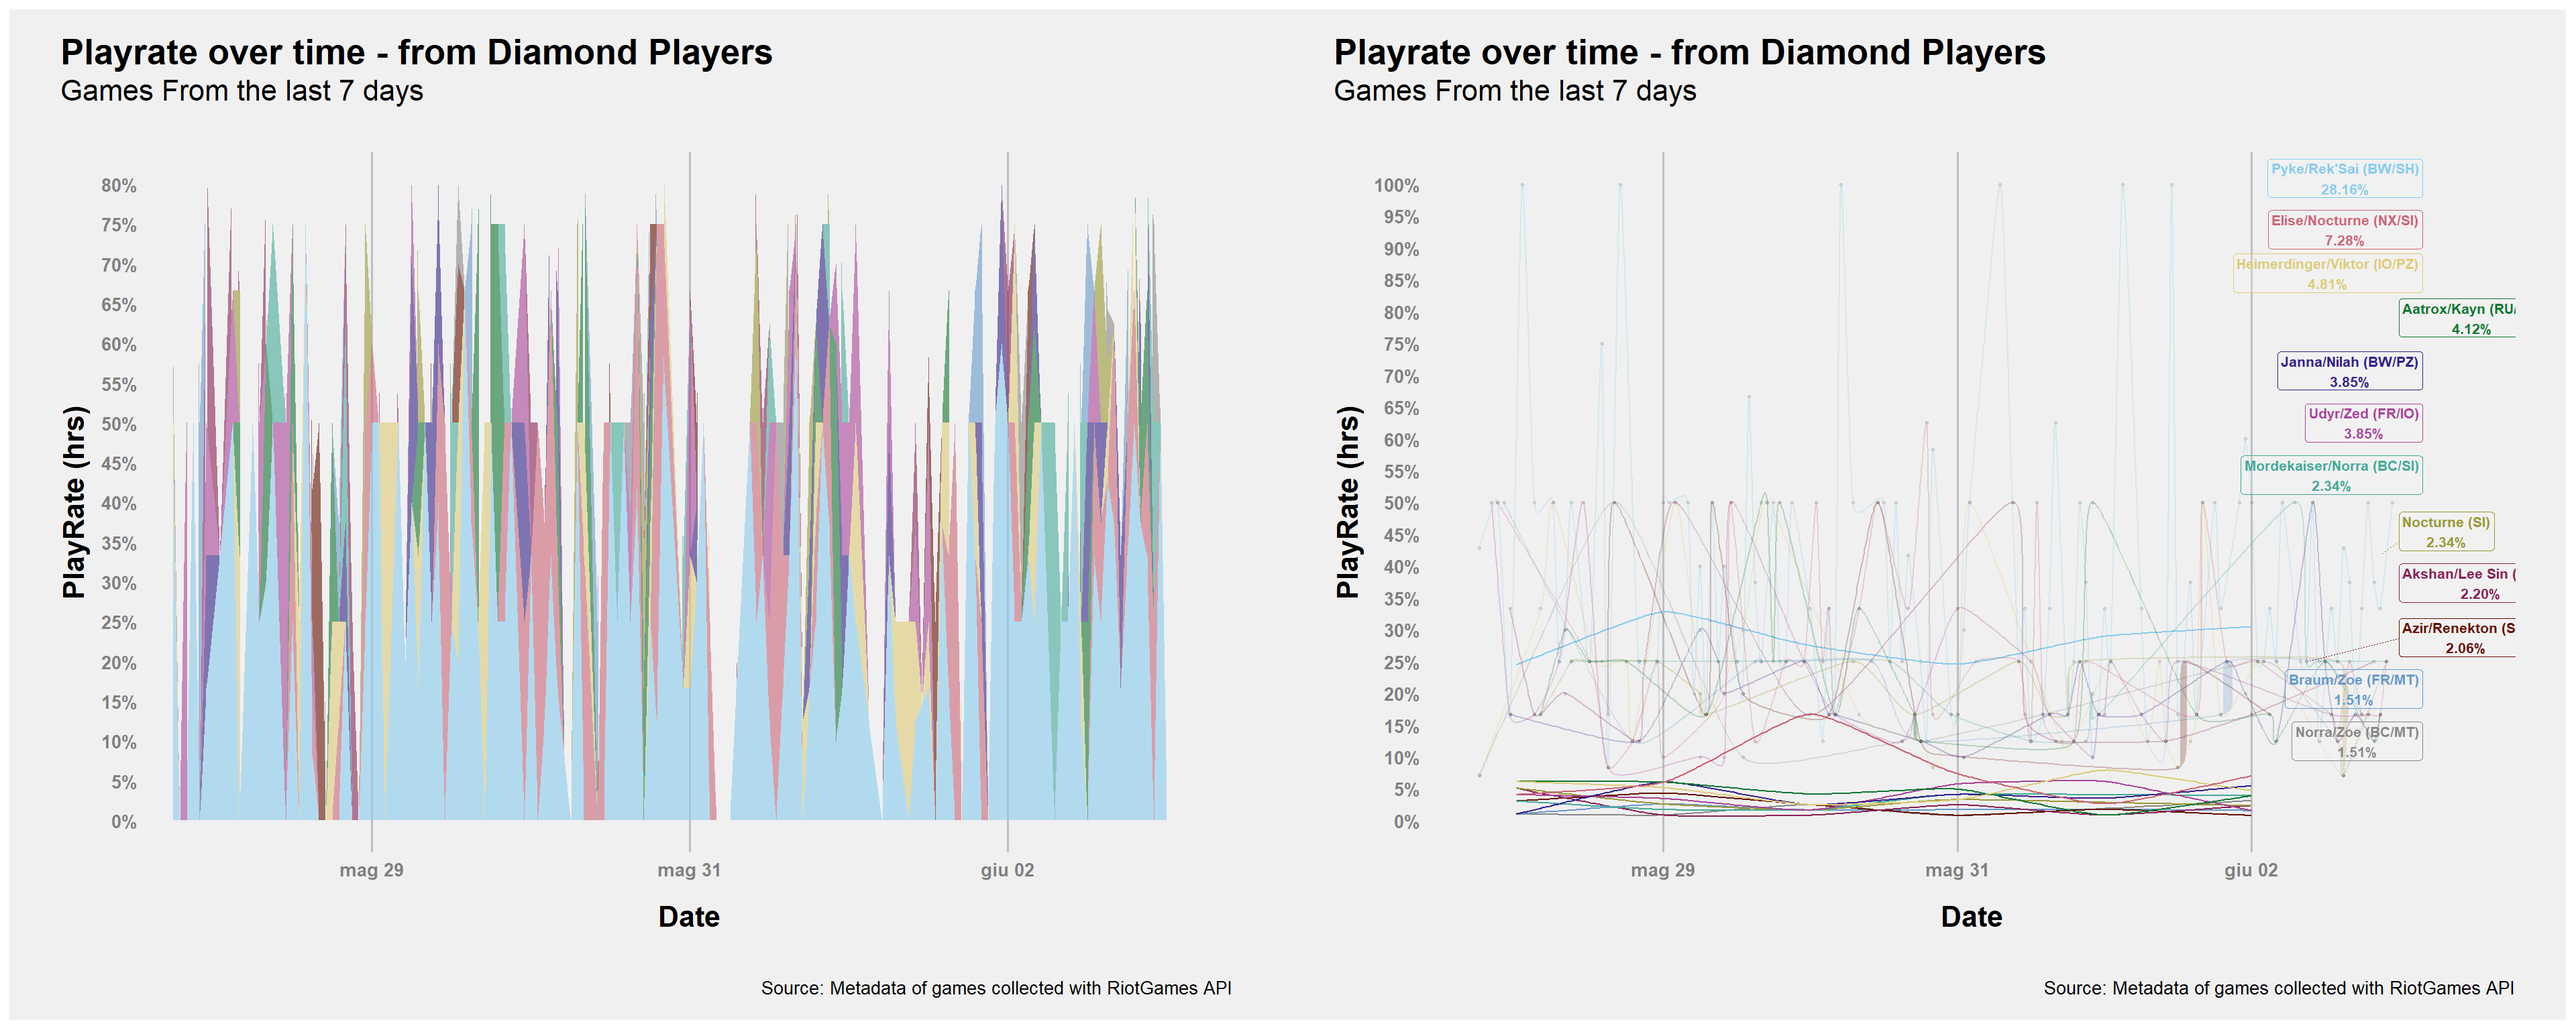 Playrate over time - from Diamond Players
Games From the last 7 days
PlayRate (hrs)
80%
75%
70%
65%
60%
55%
50%
45%
40%
35%
30%
25%
20%
15%
10%
5%
0%
mag 29
mag 31
giu 02
Date
Source: Metadata of games collected with RiotGames API
Playrate over time - from Diamond Players
Games From the last 7 days
PlayRate (hrs)
100%
95%
90%
85%
80%
75%
70%
65%
60%
55%
50%
45%
40%
35%
30%
25%
20%
15%
10%
5%
0%
Pyke/Rek'Sai (BW/SH)
28.16%
Elise/Nocturne (NX/SI)
7.28%
Heimerdinger/Viktor (IO/PZ)
4.81%
Aatrox/Kayn (RU/
4.12%
Janna/Nilah (BW/PZ)
3.85%
Udyr/Zed (FR/IO)
3.85%
Mordekaiser/Norra (BC/SI)
2.34%
Nocturne (SI)
2.34%
Akshan/Lee Sin (
2.20%
Azir/Renekton (S
2.06%
Braum/Zoe (FR/MT)
1.51%
Norra/Zoe (BC/MT)
1.51%
mag 29
mag 31
giu 02
Date
Source: Metadata of games collected with RiotGames API